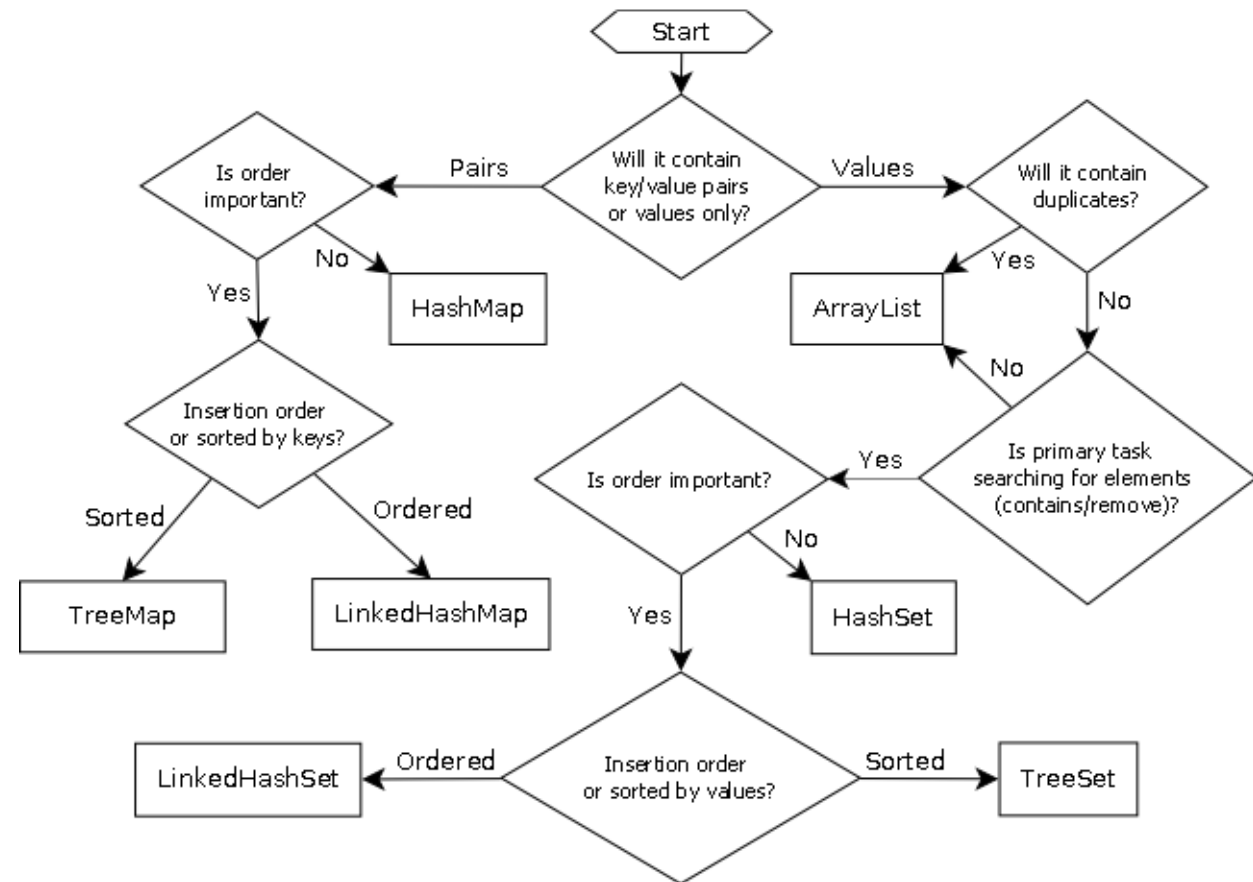 Start
Will it contain
key/value pairs
or values only?
Pairs
Values
Is order
important?
Will it contain
duplicates?
No
Yes
HashMap
Yes
ArrayList
No
No
Insertion order
or sorted by keys?
Is order important?
Yes
Is primary task
searching for elements
(contains/remove)?
Sorted
Ordered
TreeMap
LinkedHashMap
No
Yes
HashSet
LinkedHashSet
Ordered
Insertion order
or sorted by values?
Sorted
TreeSet